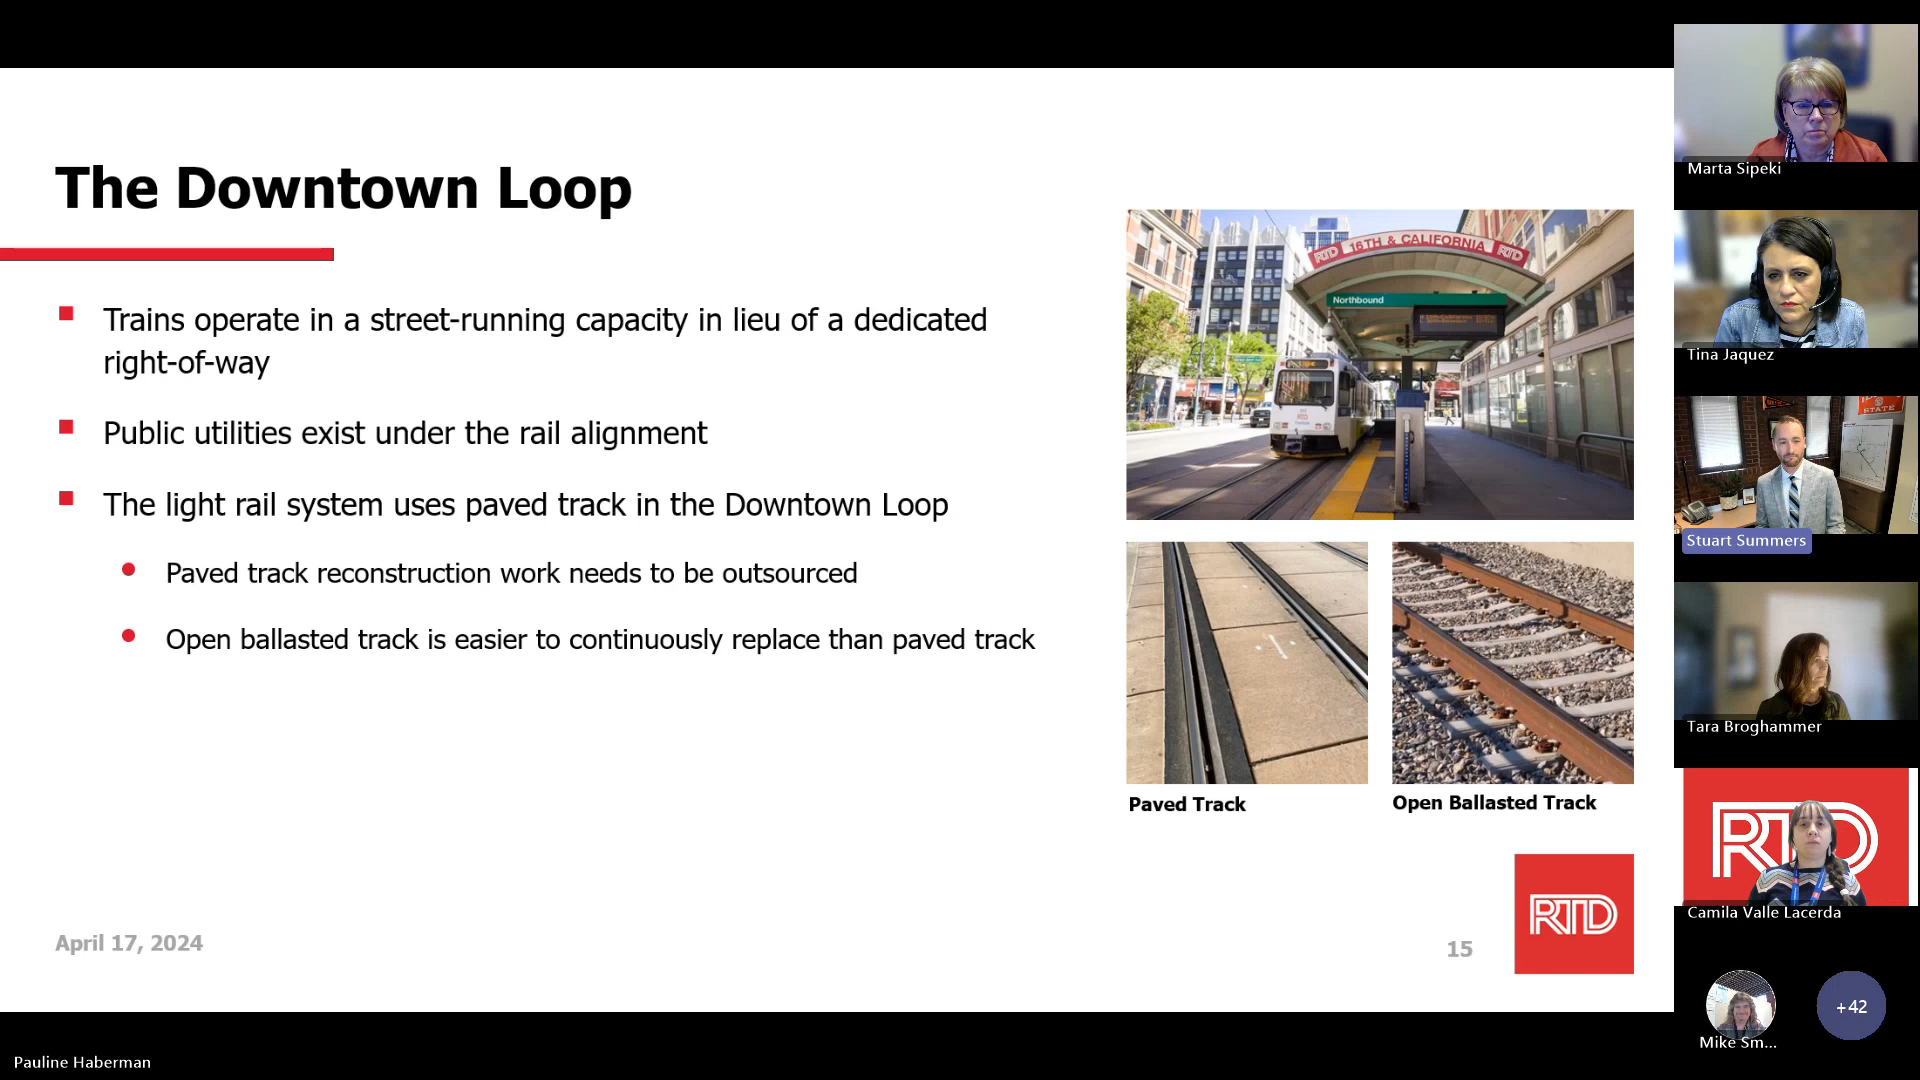 The Downtown Loop
Trains operate in a street-running capacity in lieu of a dedicated
right-of-way
Public utilities exist under the rail alignment
The light rail system uses paved track in the Downtown Loop
Paved track reconstruction work needs to be outsourced
Open ballasted track is easier to continuously replace than paved track
RTD 16TH & CALIFORNIA RTD
Northbound
RTD
Paved Track
Open Ballasted Track
April 17, 2024
15
RTD
Marta Sipeki
Tina Jaquez
STATE
Stuart Summers
Tara Broghammer
RTD
Camila Valle Lacerda
+42
Mike Sm...
Pauline Haberman